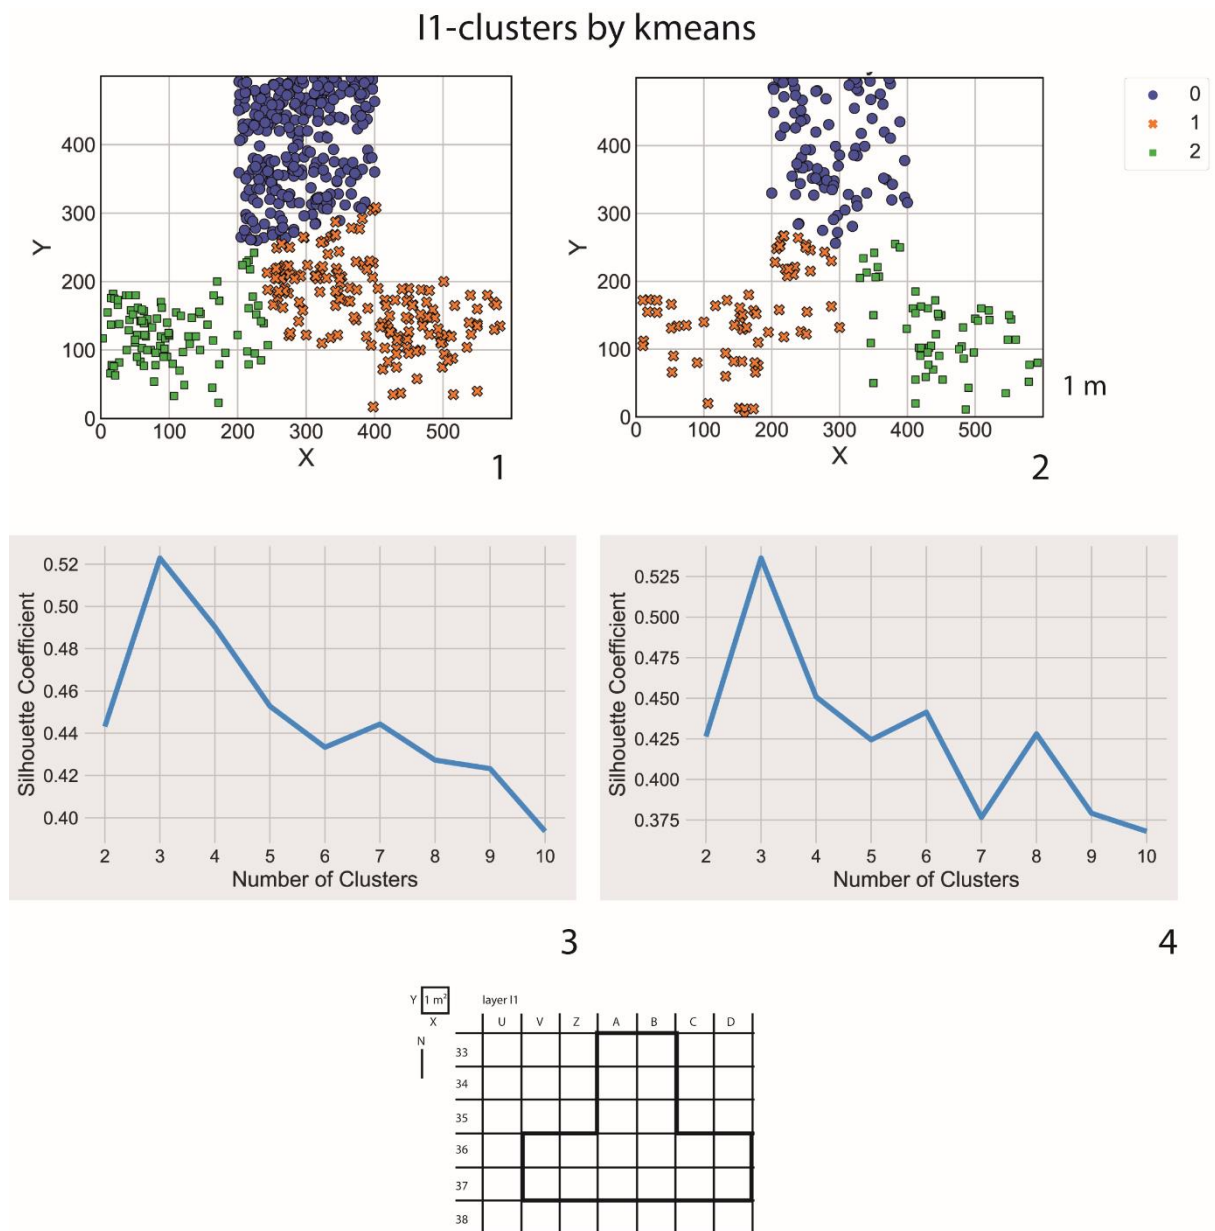 l1-clusters by kmeans
400
300
200
100
0
Y
0 100 200 300 400 500
X
1
400
300
200
100
0
Y
0 100 200 300 400 500
X
2
0
1
2
1 m
0.52
0.50
0.48
0.46
0.44
0.42
0.40
Silhouette Coefficient
2 3 4 5 6 7 8 9 10
Number of Clusters
3
0.525
0.500
0.475
0.450
0.425
0.400
0.375
Silhouette Coefficient
2 3 4 5 6 7 8 9 10
Number of Clusters
4
Y 1 m² layer l1
X U V Z A B C D
N
33
34
35
36
37
38